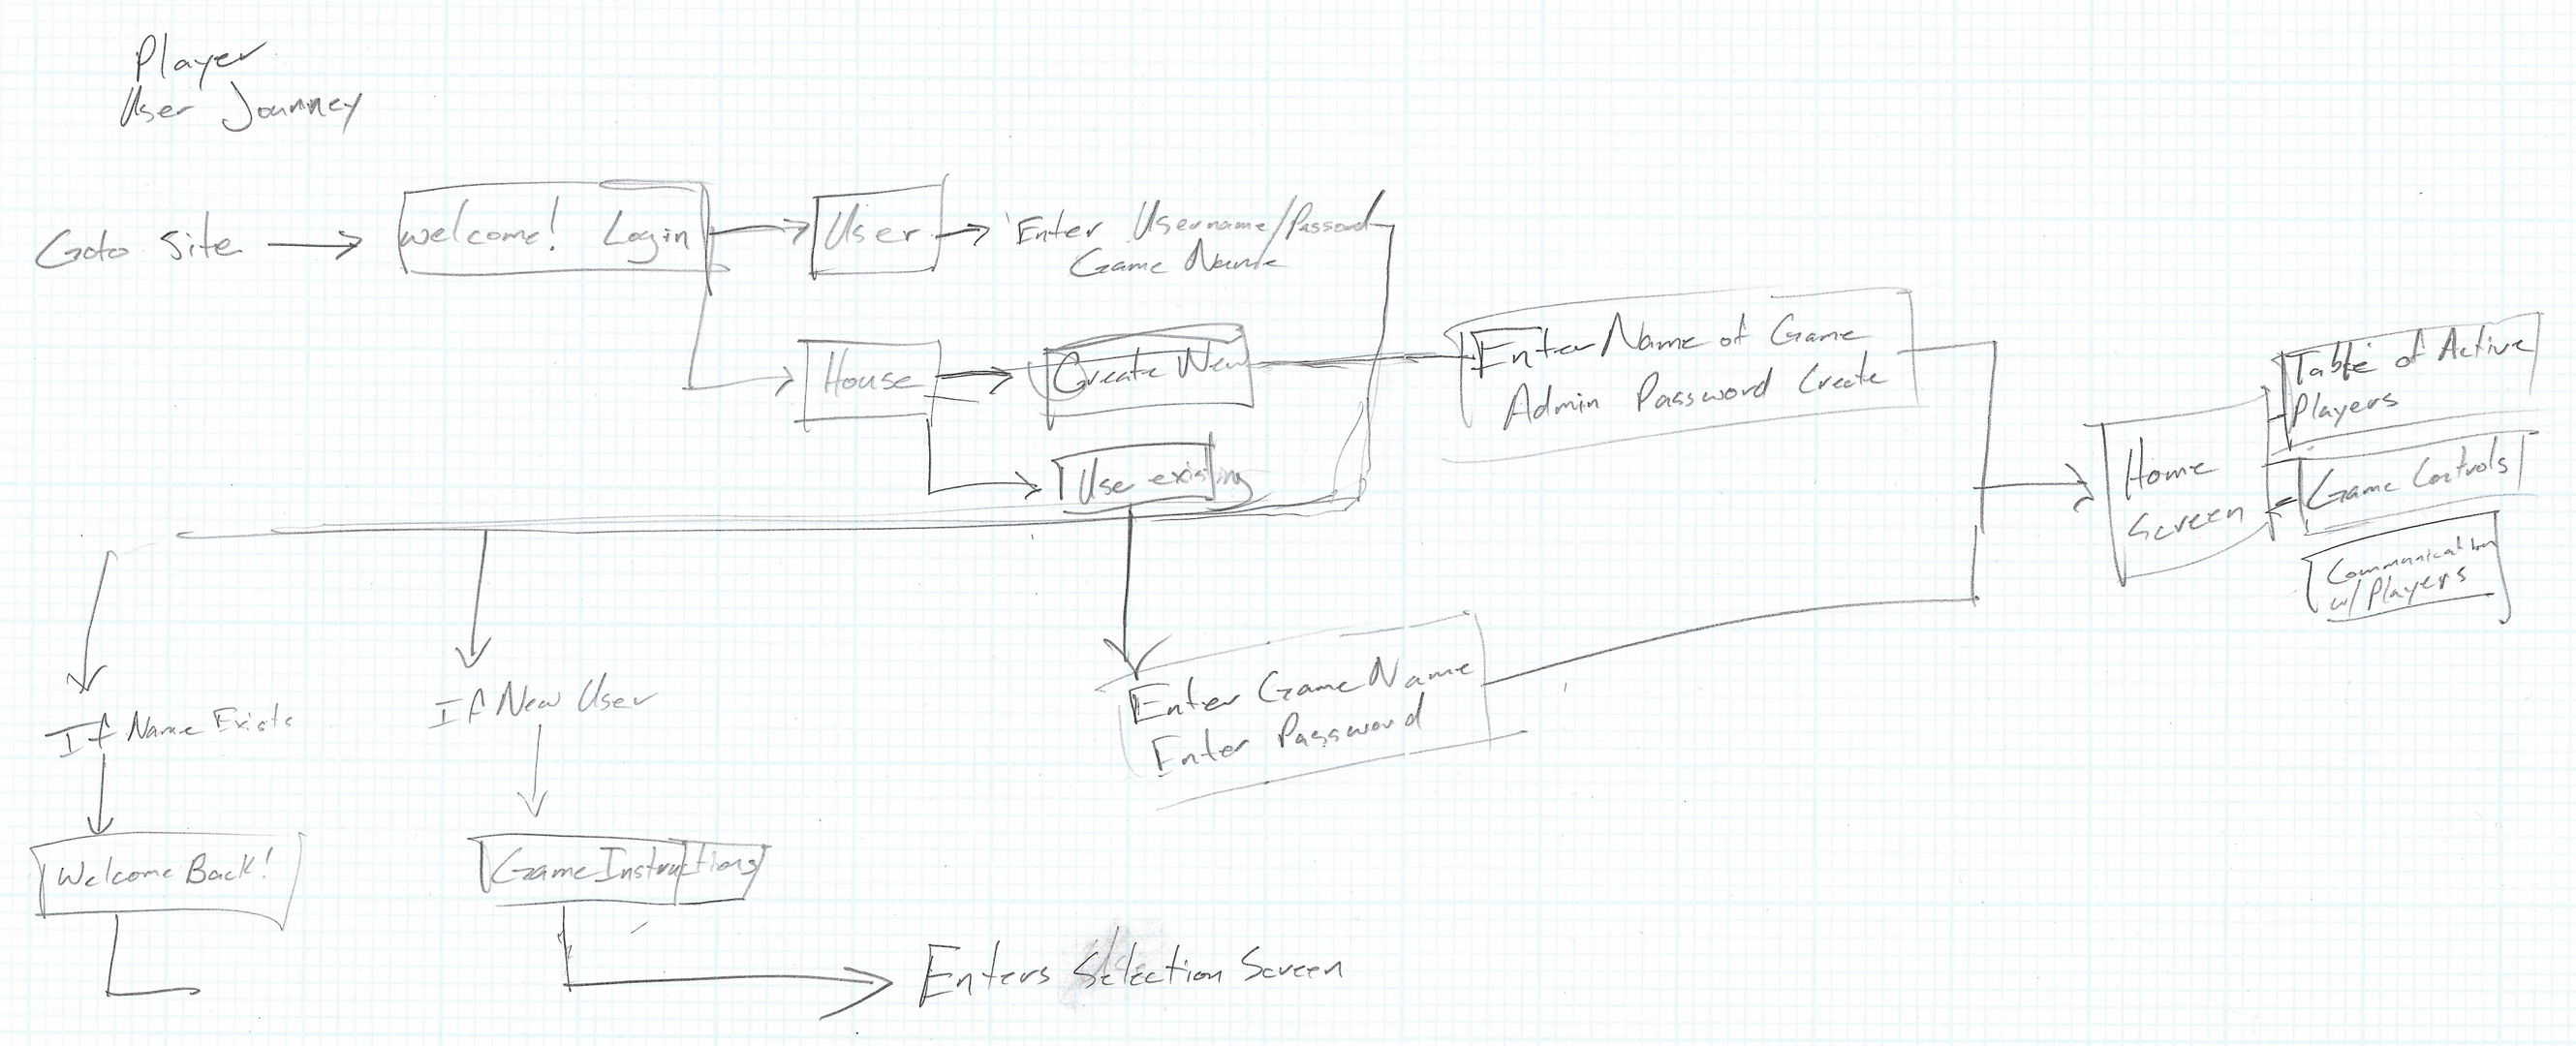 Player
User Journey
Goto Site
Welcome! Login
User
Enter Username/Passord
Game Name
House
Create New
Enter Name of Game
Admin Password Create
Use existing
Home
Screen
Table of Active
Players
Game Controls
Communication
w/ Players
If Name Exists
If New User
Enter Game Name
Enter Password
Welcome Back!
Game Instructions
Enters Selection Screen